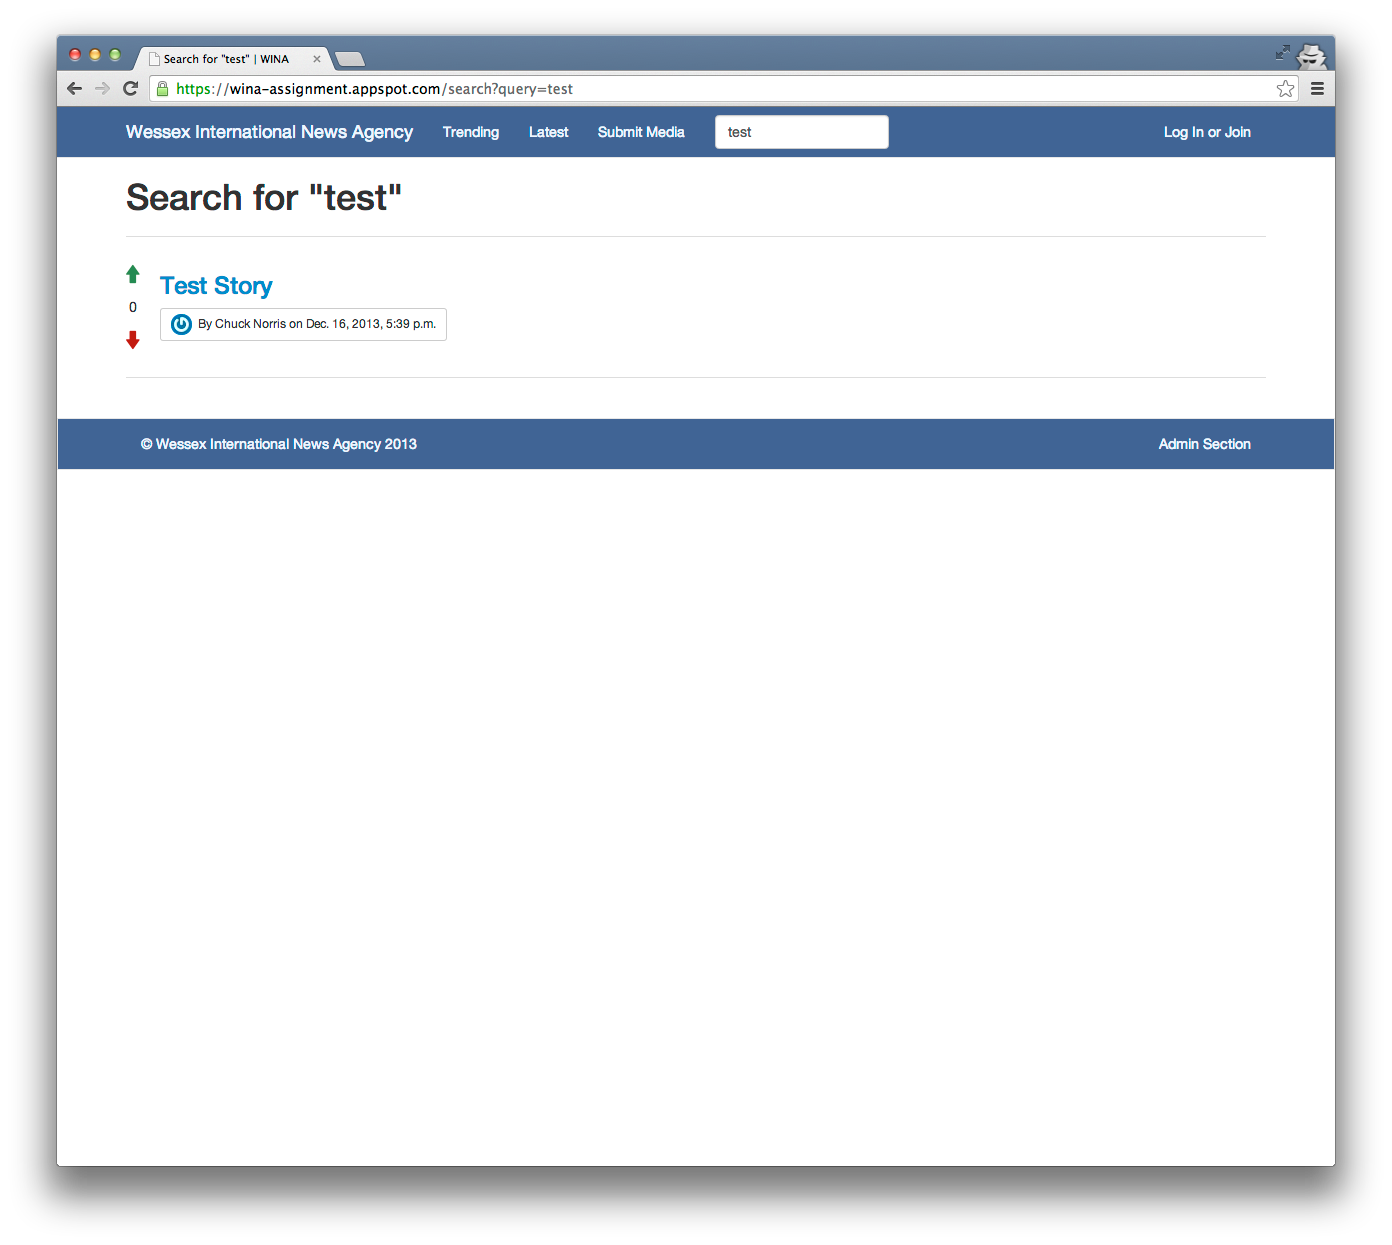 Search for "test" | WINA
https://wina-assignment.appspot.com/search?query=test
Wessex International News Agency Trending Latest Submit Media test Log In or Join
Search for "test"
Test Story
0
By Chuck Norris on Dec. 16, 2013, 5:39 p.m.
© Wessex International News Agency 2013 Admin Section